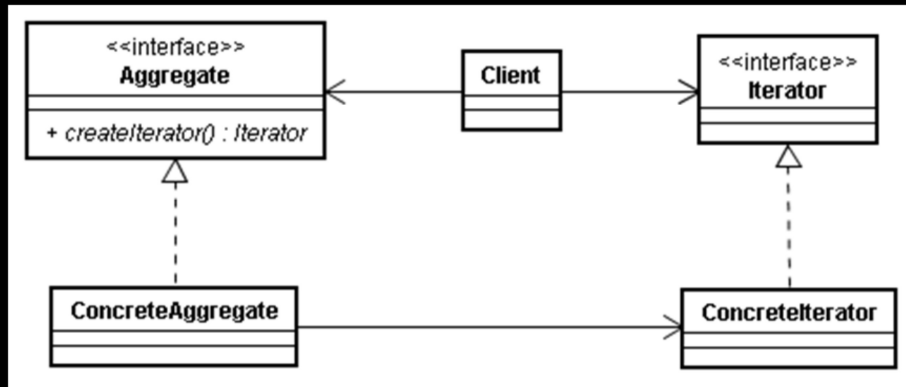 <<interface>>
Aggregate
+ createIterator() : Iterator
Client
<<interface>>
Iterator
ConcreteAggregate
ConcreteIterator